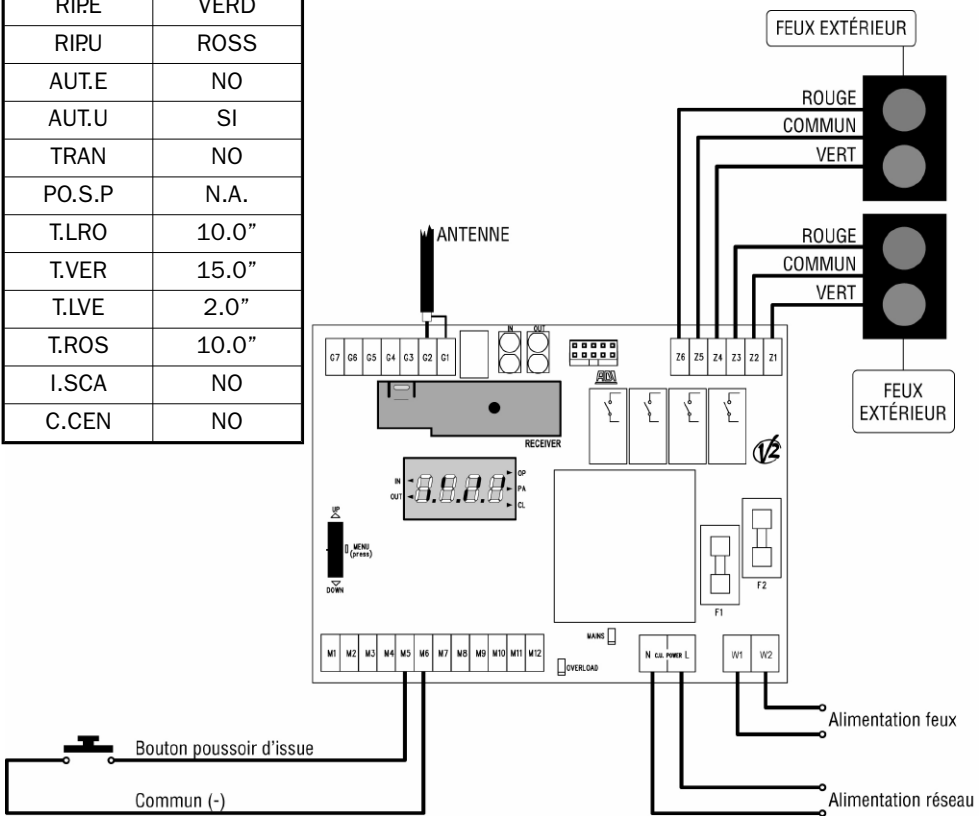 RIP.E VERD
RIP.U ROSS
AUT.E NO
AUT.U SI
TRAN NO
PO.S.P N.A.
T.LRO 10.0”
T.VER 15.0”
T.LVE 2.0”
T.ROS 10.0”
I.SCA NO
C.CEN NO
FEUX EXTÉRIEUR
ROUGE
COMMUN
VERT
ROUGE
COMMUN
VERT
FEUX
EXTÉRIEUR
ANTENNE
IN OUT
G7 G6 G5 G4 G3 G2 G1
Z6 Z5 Z4 Z3 Z2 Z1
ADI
RECEIVER
V2
IN
OUT
OP
PA
CL
UP
MENU
(press)
DOWN
F1
F2
MAINS
OVERLOAD
M1 M2 M3 M4 M5 M6 M7 M8 M9 M10 M11 M12
N C.U. POWER L
W1 W2
Alimentation feux
Bouton poussoir d'issue
Commun (-)
Alimentation réseau